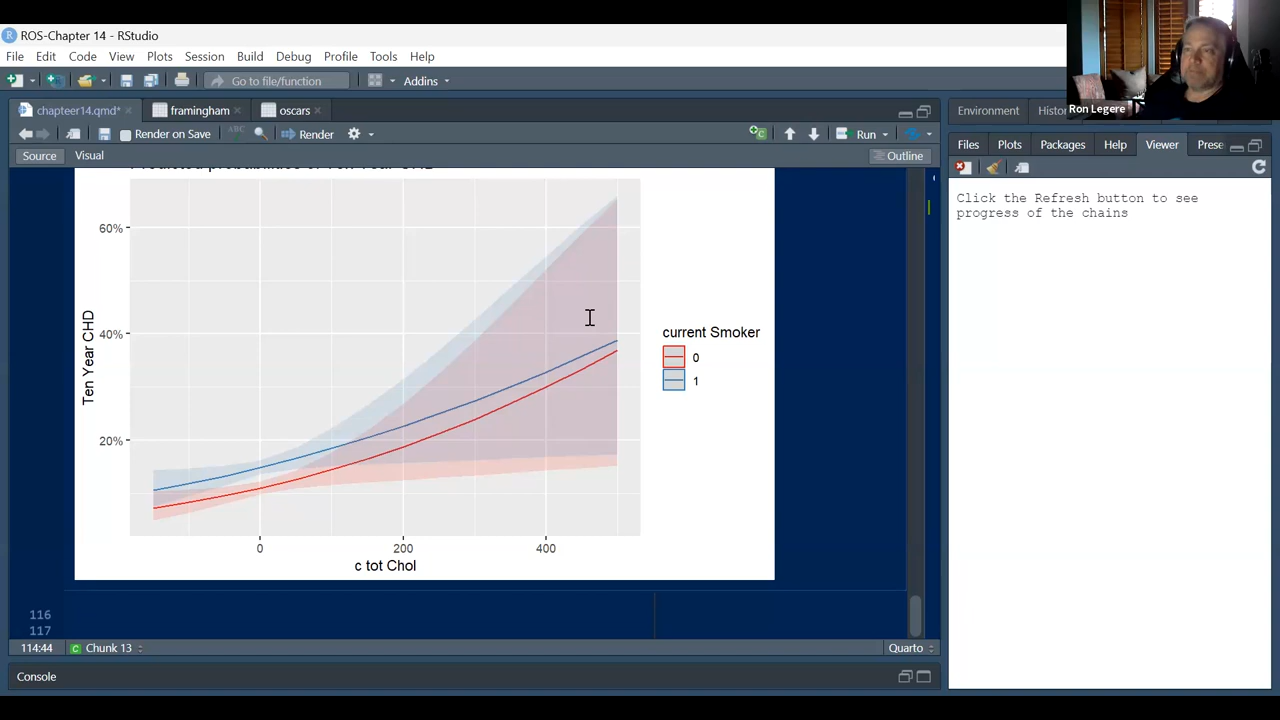 ROS-Chapter 14 - RStudio
File Edit Code View Plots Session Build Debug Profile Tools Help
Go to file/function
Addins
Ron Legere
chapteer14.qmd*
framingham
oscars
Environment
Render on Save
ABC
Render
Run
Files Plots Packages Help Viewer Prese
Source Visual
Outline
Click the Refresh button to see
progress of the chains
60%
40%
20%
Ten Year CHD
0 200 400
c tot Chol
current Smoker
0
1
116
117
114:44
Chunk 13
Quarto
Console